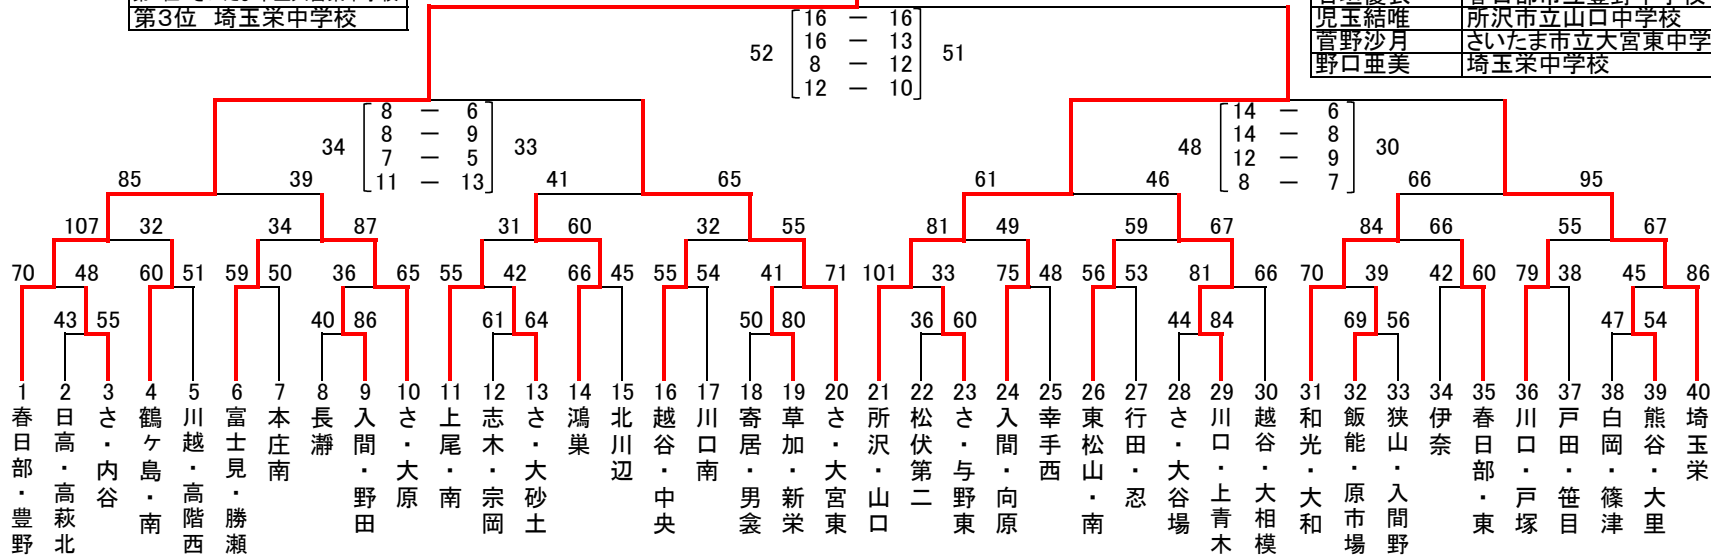 第3位 埼玉栄中学校
児玉結唯 所沢市立山口中学校
菅野沙月 さいたま市立大宮東中学
野口亜美 埼玉栄中学校
52 51
16 － 16
16 － 13
8 － 12
12 － 10
34 33
8 － 6
8 － 9
7 － 5
11 － 13
48 30
14 － 6
14 － 8
12 － 9
8 － 7
85 39 41 65 61 46 66 95
107 32 34 87 31 60 32 55 81 49 59 67 84 66 55 67
70 48 60 51 59 50 36 65 55 42 66 45 55 54 41 71 101 33 75 48 56 53 81 66 70 39 42 60 79 38 45 86
43 55 40 86 61 64 50 80 36 60 44 84 69 56 47 54
1 春日部・豊野
2 日高・高萩北
3 さ・内谷
4 鶴ヶ島・南
5 川越・高階西
6 富士見・勝瀬
7 本庄南
8 長瀞
9 入間・野田
10 さ・大原
11 上尾・南
12 志木・宗岡
13 さ・大砂土
14 鴻巣
15 北川辺
16 越谷・中央
17 川口南
18 寄居・男衾
19 草加・新栄
20 さ・大宮東
21 所沢・山口
22 松伏第二
23 さ・与野東
24 入間・向原
25 幸手西
26 東松山・南
27 行田・忍
28 さ・大谷場
29 川口・上青木
30 越谷・大相模
31 和光・大和
32 飯能・原市場
33 狭山・入間野
34 伊奈
35 春日部・東
36 川口・戸塚
37 戸田・笹目
38 白岡・篠津
39 熊谷・大里
40 埼玉栄